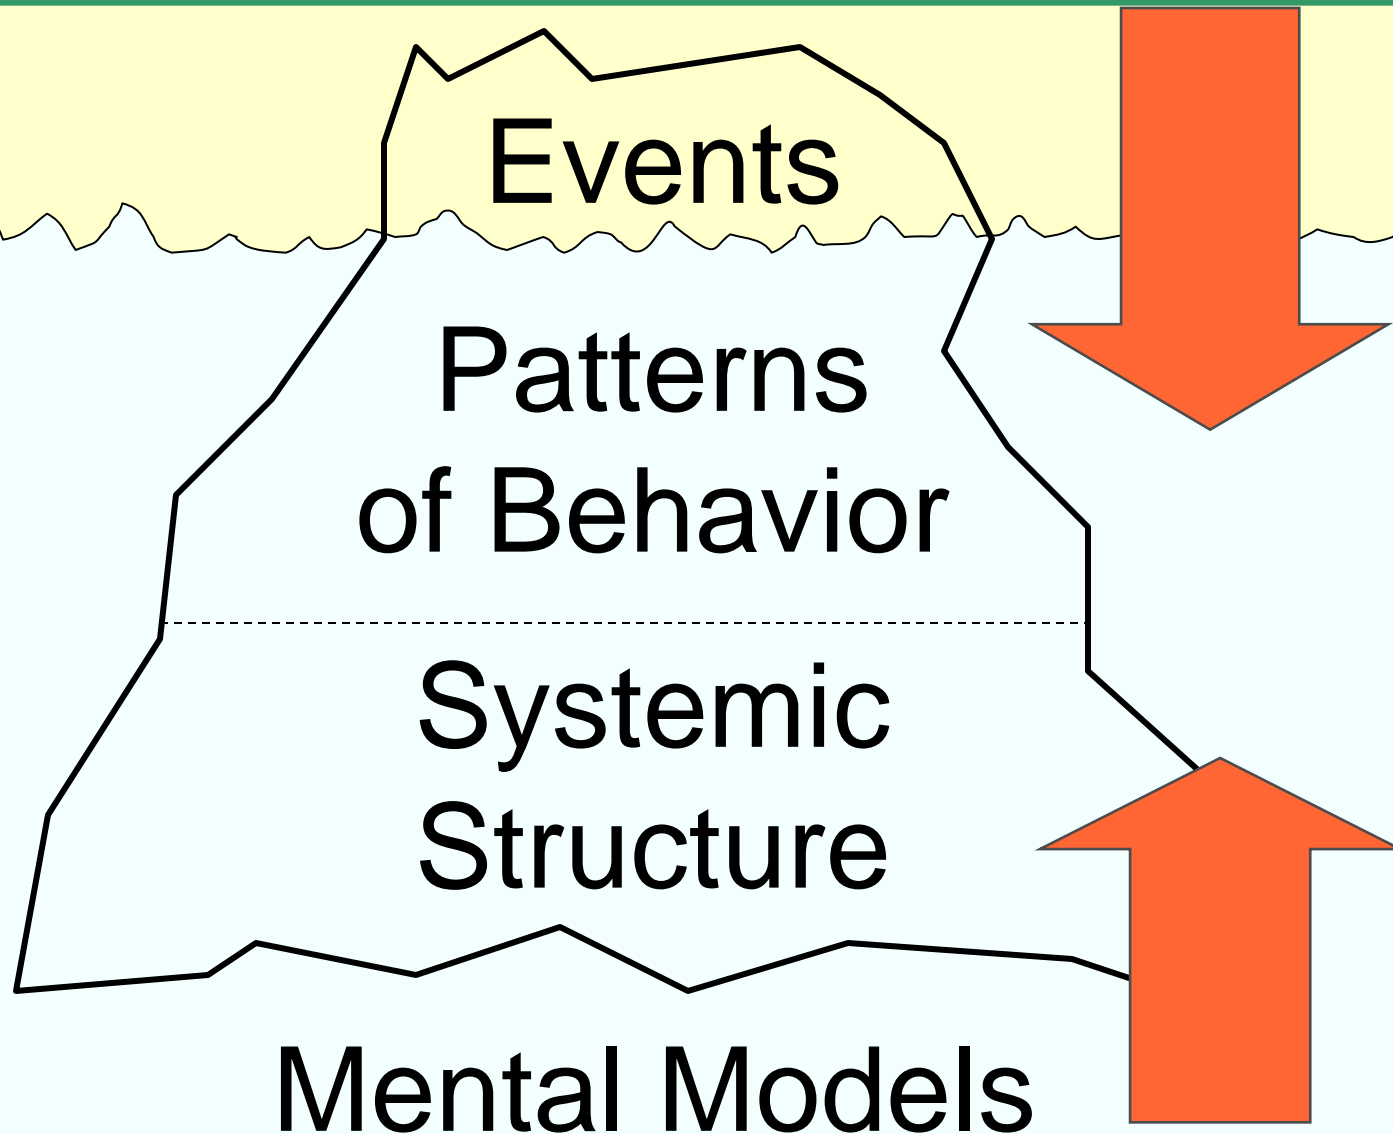 Events
Patterns
of Behavior
Systemic
Structure
Mental Models